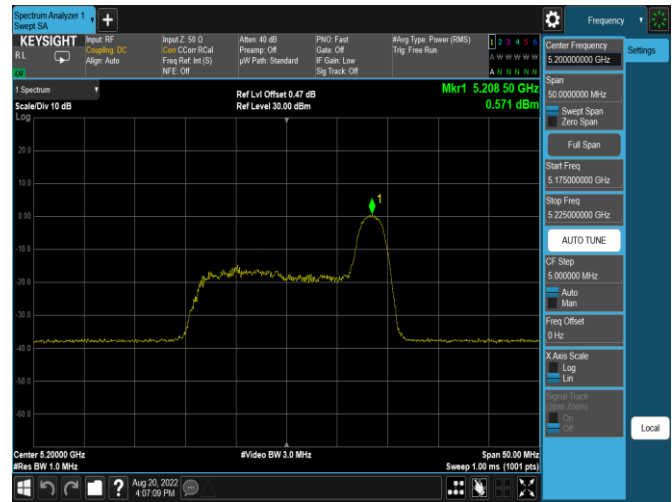 Spectrum Analyzer 1
Swept SA
Frequency
KEYSIGHT
RL
LW
Input: RF
Coupling: DC
Align: Auto
Input Z: 50 Ω
Corr CCorr RCal
Freq Ref: Int (S)
NFE: Off
Atten: 40 dB
Preamp: Off
µW Path: Standard
PNO: Fast
Gate: Off
IF Gain: Low
Sig Track: Off
#Avg Type: Power (RMS)
Trig: Free Run
1 2 3 4 5 6
A W W W W W
A N N N N N
1 Spectrum
Scale/Div 10 dB
Log
Ref Lvl Offset 0.47 dB
Ref Level 30.00 dBm
Mkr1 5.208 50 GHz
0.571 dBm
20.0
10.0
0.00
-10.0
-20.0
-30.0
-40.0
-50.0
-60.0
1
Center 5.20000 GHz
#Res BW 1.0 MHz
#Video BW 3.0 MHz
Span 50.00 MHz
Sweep 1.00 ms (1001 pts)
Center Frequency
5.200000000 GHz
Span
50.0000000 MHz
Swept Span
Zero Span
Full Span
Start Freq
5.175000000 GHz
Stop Freq
5.225000000 GHz
AUTO TUNE
CF Step
5.000000 MHz
Auto
Man
Freq Offset
0 Hz
X Axis Scale
Log
Lin
Signal Track
(Span Zoom)
On
Off
Settings
Local
?
Aug 20, 2022
4:07:09 PM